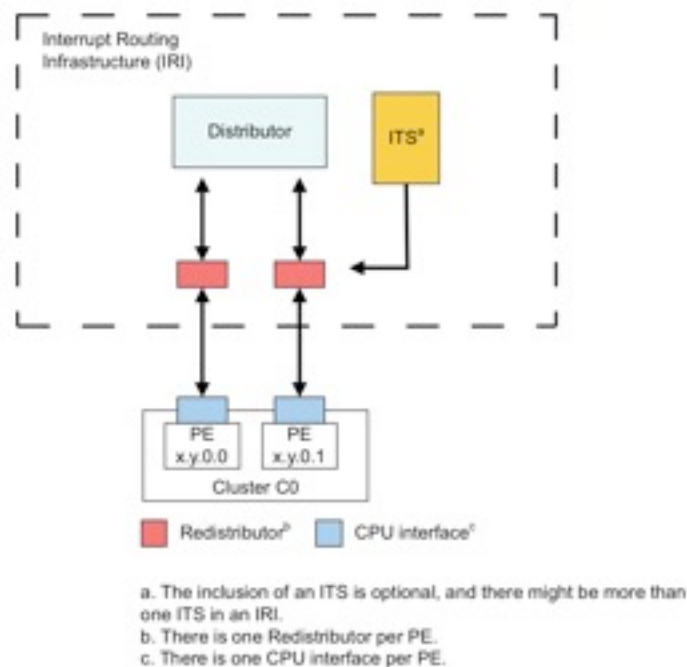 Interrupt Routing
Infrastructure (IRI)
Distributor
ITSᵃ
PE
x.y.0.0
PE
x.y.0.1
Cluster C0
Redistributorᵇ
CPU interfaceᶜ
a. The inclusion of an ITS is optional, and there might be more than
one ITS in an IRI.
b. There is one Redistributor per PE.
c. There is one CPU interface per PE.